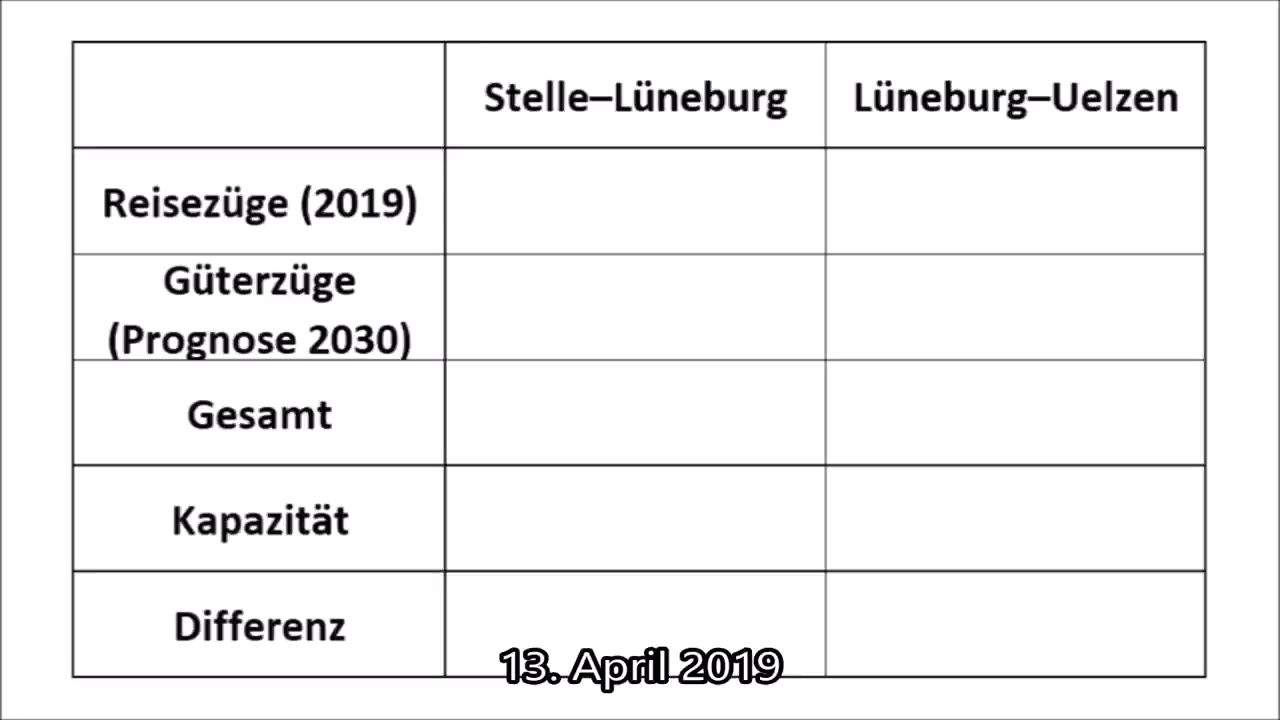 Stelle–Lüneburg
Lüneburg–Uelzen
Reisezüge (2019)
Güterzüge
(Prognose 2030)
Gesamt
Kapazität
Differenz
13. April 2019